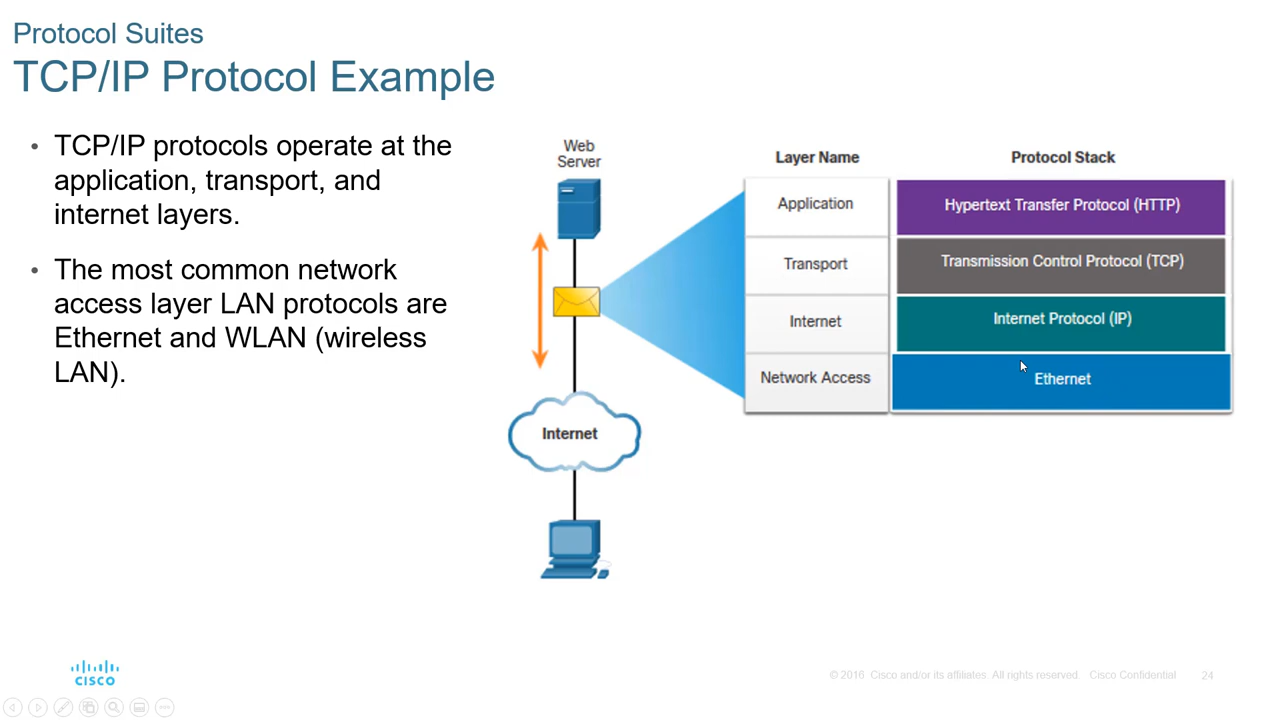 Protocol Suites
TCP/IP Protocol Example
• TCP/IP protocols operate at the
application, transport, and
internet layers.
• The most common network
access layer LAN protocols are
Ethernet and WLAN (wireless
LAN).
Web
Server
Internet
Layer Name
Protocol Stack
Application
Hypertext Transfer Protocol (HTTP)
Transport
Transmission Control Protocol (TCP)
Internet
Internet Protocol (IP)
Network Access
Ethernet
CISCO
© 2016 Cisco and/or its affiliates. All rights reserved. Cisco Confidential
24